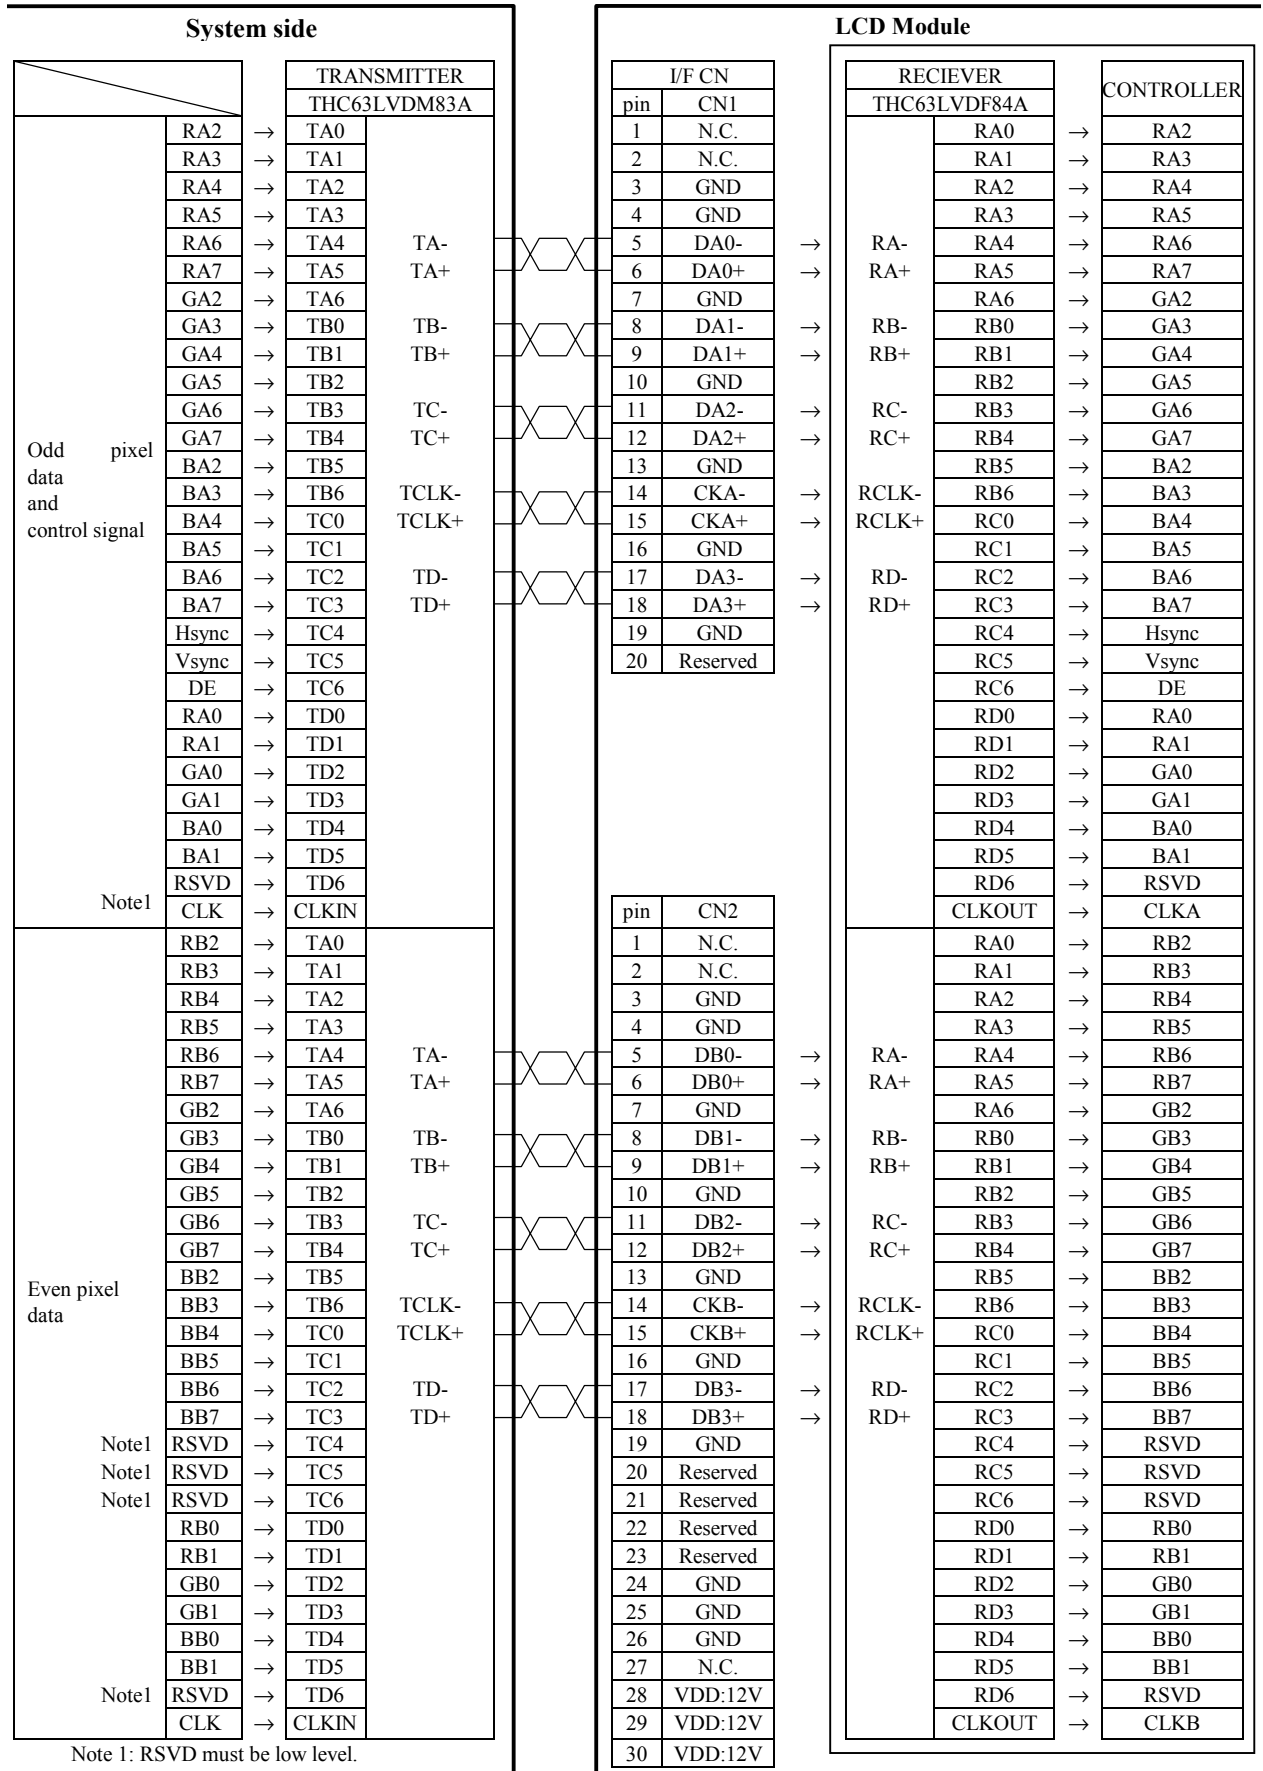 System side LCD Module
TRANSMITTER I/F CN RECIEVER CONTROLLER
THC63LVDM83A pin CN1 THC63LVDF84A
RA2 → TA0 1 N.C. RA0 → RA2
RA3 → TA1 2 N.C. RA1 → RA3
RA4 → TA2 3 GND RA2 → RA4
RA5 → TA3 4 GND RA3 → RA5
RA6 → TA4 TA- 5 DA0- → RA- RA4 → RA6
RA7 → TA5 TA+ 6 DA0+ → RA+ RA5 → RA7
GA2 → TA6 7 GND RA6 → GA2
GA3 → TB0 TB- 8 DA1- → RB- RB0 → GA3
GA4 → TB1 TB+ 9 DA1+ → RB+ RB1 → GA4
GA5 → TB2 10 GND RB2 → GA5
GA6 → TB3 TC- 11 DA2- → RC- RB3 → GA6
Odd pixel GA7 → TB4 TC+ 12 DA2+ → RC+ RB4 → GA7
data BA2 → TB5 13 GND RB5 → BA2
and BA3 → TB6 TCLK- 14 CKA- → RCLK- RB6 → BA3
control signal BA4 → TC0 TCLK+ 15 CKA+ → RCLK+ RC0 → BA4
BA5 → TC1 16 GND RC1 → BA5
BA6 → TC2 TD- 17 DA3- → RD- RC2 → BA6
BA7 → TC3 TD+ 18 DA3+ → RD+ RC3 → BA7
Hsync → TC4 19 GND RC4 → Hsync
Vsync → TC5 20 Reserved RC5 → Vsync
DE → TC6 RC6 → DE
RA0 → TD0 RD0 → RA0
RA1 → TD1 RD1 → RA1
GA0 → TD2 RD2 → GA0
GA1 → TD3 RD3 → GA1
BA0 → TD4 RD4 → BA0
BA1 → TD5 RD5 → BA1
Note1 RSVD → TD6 RD6 → RSVD
CLK → CLKIN pin CN2 CLKOUT → CLKA
RB2 → TA0 1 N.C. RA0 → RB2
RB3 → TA1 2 N.C. RA1 → RB3
RB4 → TA2 3 GND RA2 → RB4
RB5 → TA3 4 GND RA3 → RB5
RB6 → TA4 TA- 5 DB0- → RA- RA4 → RB6
RB7 → TA5 TA+ 6 DB0+ → RA+ RA5 → RB7
GB2 → TA6 7 GND RA6 → GB2
GB3 → TB0 TB- 8 DB1- → RB- RB0 → GB3
GB4 → TB1 TB+ 9 DB1+ → RB+ RB1 → GB4
GB5 → TB2 10 GND RB2 → GB5
GB6 → TB3 TC- 11 DB2- → RC- RB3 → GB6
GB7 → TB4 TC+ 12 DB2+ → RC+ RB4 → GB7
Even pixel BB2 → TB5 13 GND RB5 → BB2
data BB3 → TB6 TCLK- 14 CKB- → RCLK- RB6 → BB3
BB4 → TC0 TCLK+ 15 CKB+ → RCLK+ RC0 → BB4
BB5 → TC1 16 GND RC1 → BB5
BB6 → TC2 TD- 17 DB3- → RD- RC2 → BB6
BB7 → TC3 TD+ 18 DB3+ → RD+ RC3 → BB7
Note1 RSVD → TC4 19 GND RC4 → RSVD
Note1 RSVD → TC5 20 Reserved RC5 → RSVD
Note1 RSVD → TC6 21 Reserved RC6 → RSVD
RB0 → TD0 22 Reserved RD0 → RB0
RB1 → TD1 23 Reserved RD1 → RB1
GB0 → TD2 24 GND RD2 → GB0
GB1 → TD3 25 GND RD3 → GB1
BB0 → TD4 26 GND RD4 → BB0
BB1 → TD5 27 N.C. RD5 → BB1
Note1 RSVD → TD6 28 VDD:12V RD6 → RSVD
CLK → CLKIN 29 VDD:12V CLKOUT → CLKB
Note 1: RSVD must be low level. 30 VDD:12V